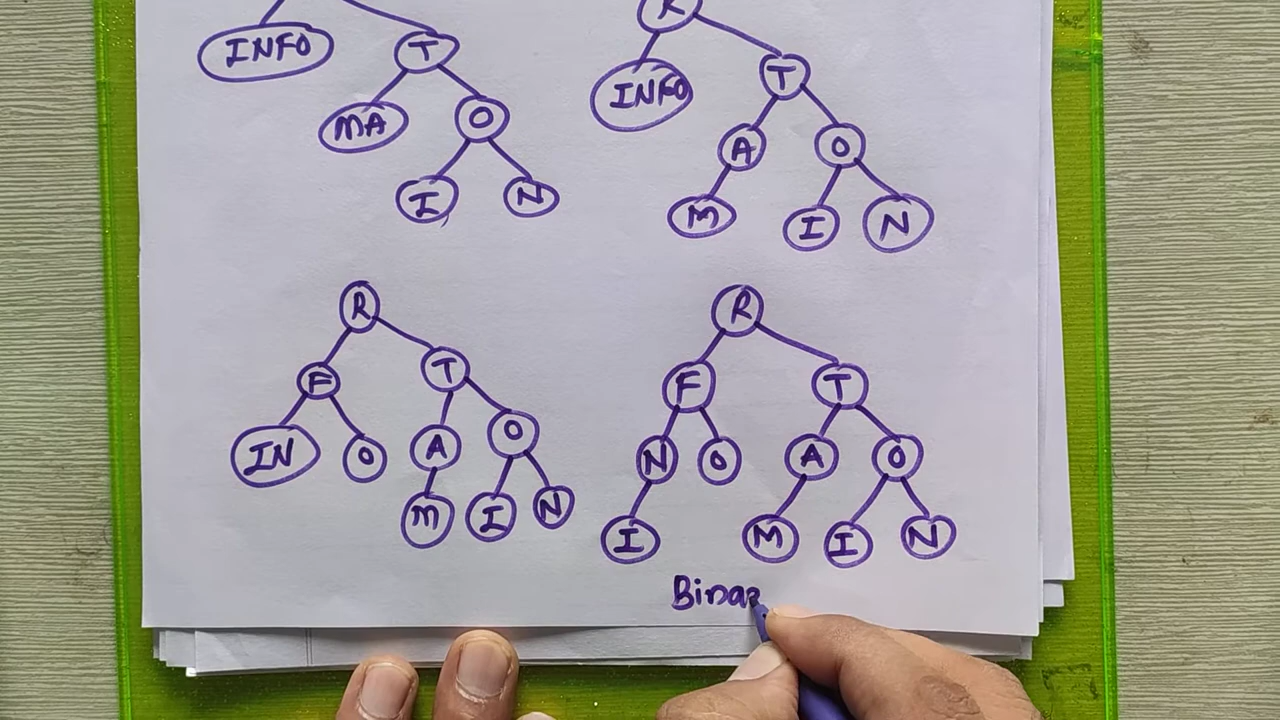 INFO T
MA O
I N
R
INFO T
A O
M I N
R
F T
IN O A O
M I N
R
F T
N O A O
I M I N
Binar